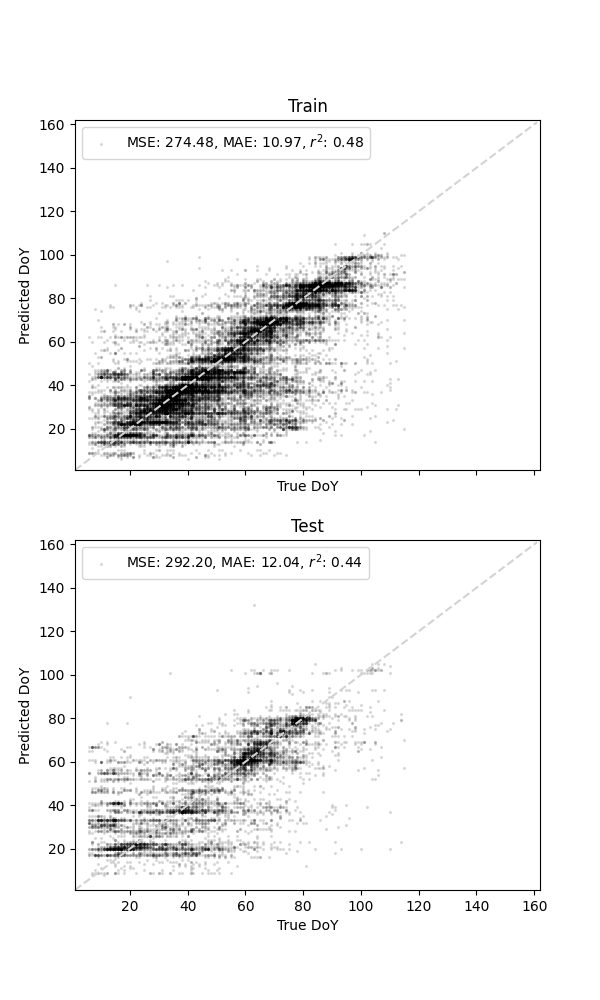 Train
MSE: 274.48, MAE: 10.97, r²: 0.48
160
140
120
100
80
60
40
20
Predicted DoY
True DoY
Test
MSE: 292.20, MAE: 12.04, r²: 0.44
160
140
120
100
80
60
40
20
Predicted DoY
20 40 60 80 100 120 140 160
True DoY